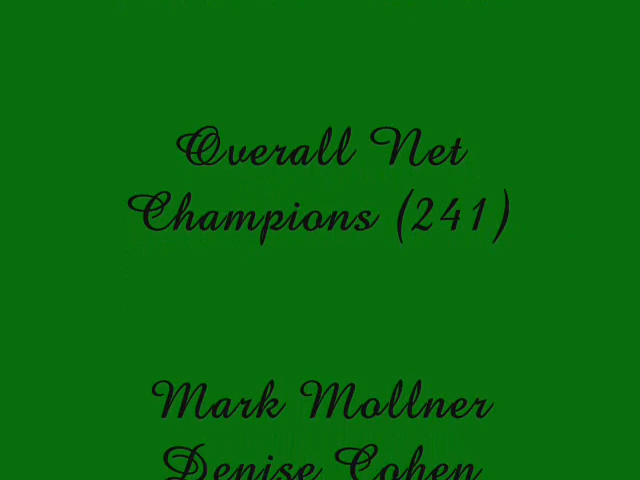 Overall Net
Champions (241)
Mark Mollner
Denise Cohen